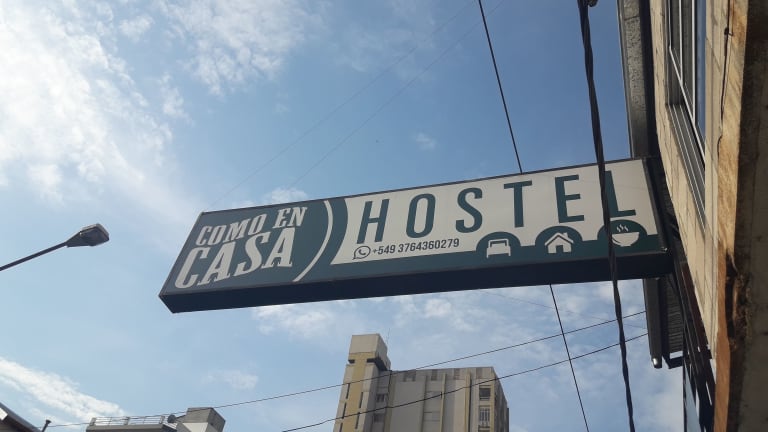 COMO EN
CASA
HOSTEL
+549 3764360279